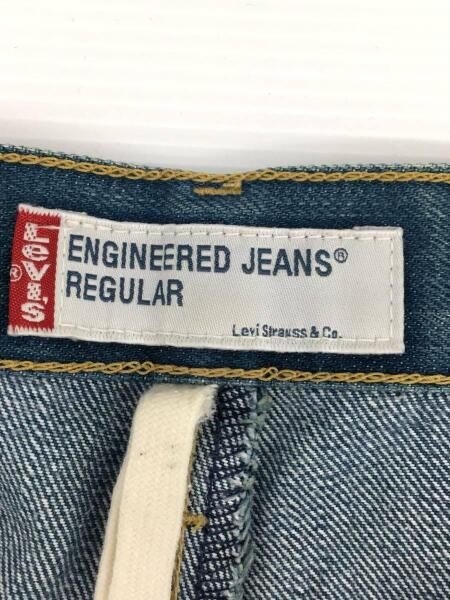 LEVI'S®
ENGINEERED JEANS®
REGULAR
Levi Strauss & Co.